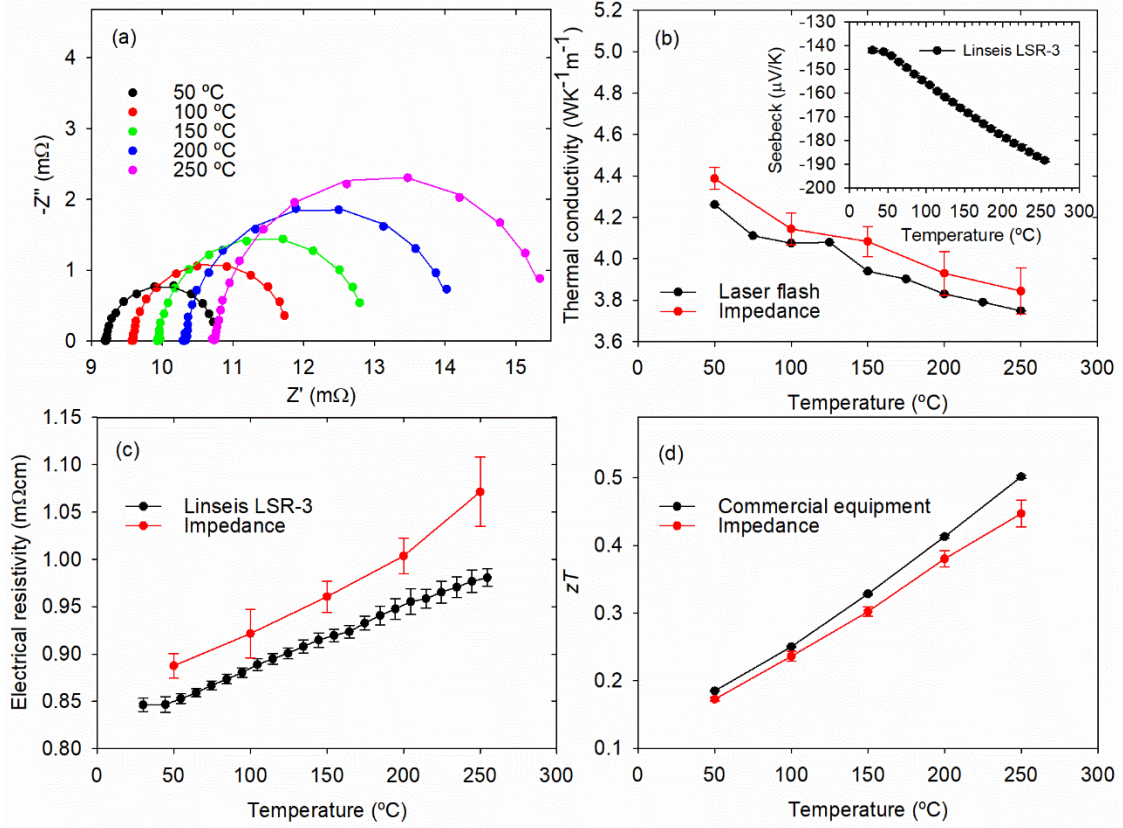 (a)
-Z'' (mΩ)
4
3
2
1
0
50 ºC
100 ºC
150 ºC
200 ºC
250 ºC
9 10 11 12 13 14 15
Z' (mΩ)
(b)
Thermal conductivity (WK⁻¹m⁻¹)
5.2
5.0
4.8
4.6
4.4
4.2
4.0
3.8
3.6
Laser flash
Impedance
0 50 100 150 200 250 300
Temperature (ºC)
Seebeck (μV/K)
-130
-140
-150
-160
-170
-180
-190
-200
Linseis LSR-3
0 50 100 150 200 250 300
Temperature (ºC)
(c)
Electrical resistivity (mΩcm)
1.15
1.10
1.05
1.00
0.95
0.90
0.85
0.80
Linseis LSR-3
Impedance
0 50 100 150 200 250 300
Temperature (ºC)
(d)
zT
0.5
0.4
0.3
0.2
0.1
Commercial equipment
Impedance
0 50 100 150 200 250 300
Temperature (ºC)